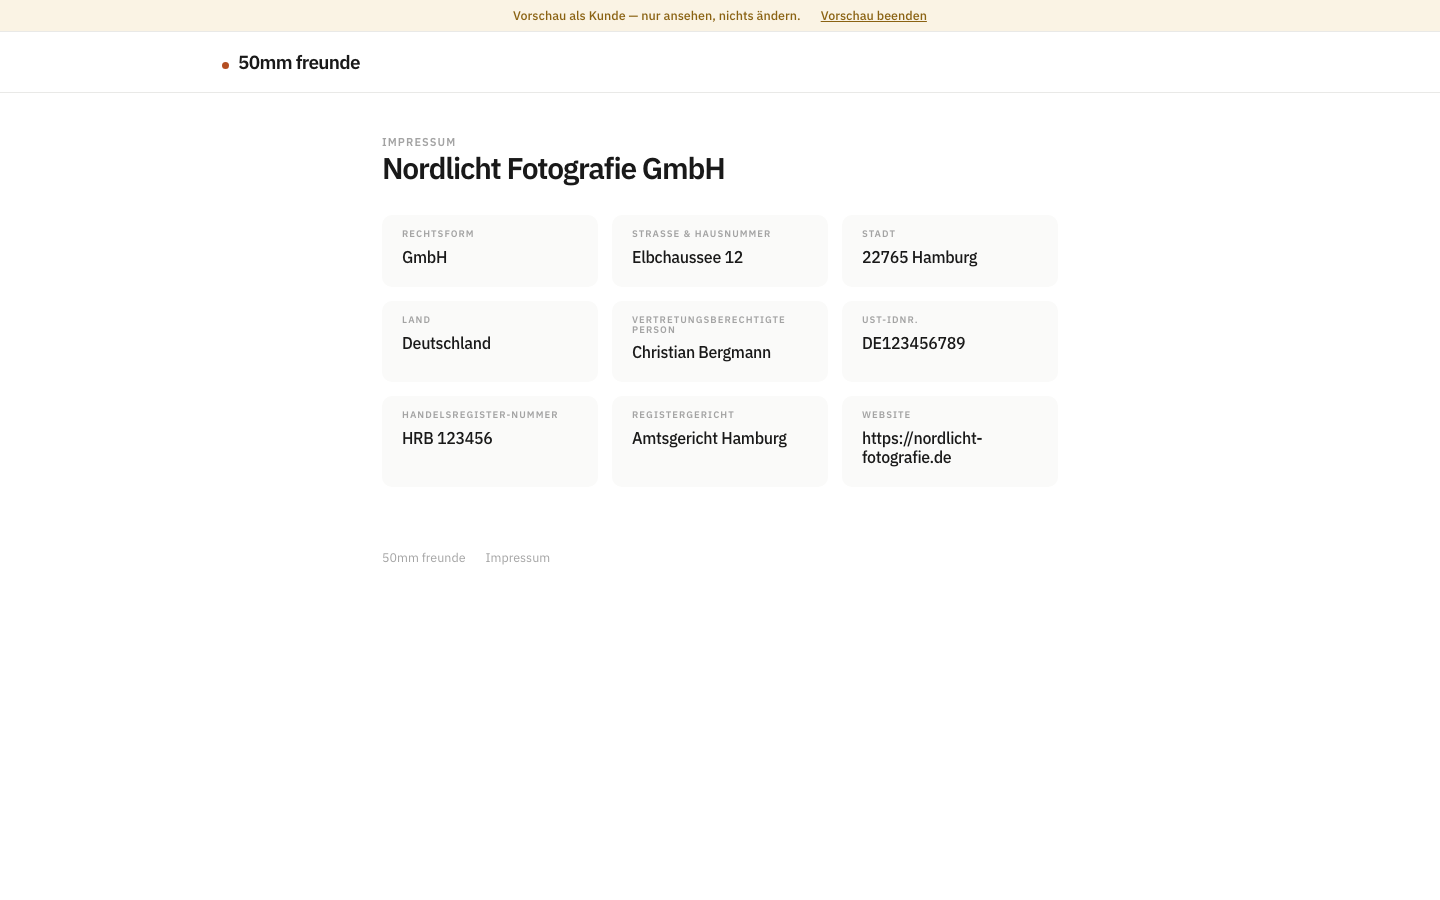 Vorschau als Kunde — nur ansehen, nichts ändern. Vorschau beenden
50mm freunde
IMPRESSUM
Nordlicht Fotografie GmbH
RECHTSFORM
GmbH
STRASSE & HAUSNUMMER
Elbchaussee 12
STADT
22765 Hamburg
LAND
Deutschland
VERTRETUNGSBERECHTIGTE
PERSON
Christian Bergmann
UST-IDNR.
DE123456789
HANDELSREGISTER-NUMMER
HRB 123456
REGISTERGERICHT
Amtsgericht Hamburg
WEBSITE
https://nordlicht-
fotografie.de
50mm freunde Impressum